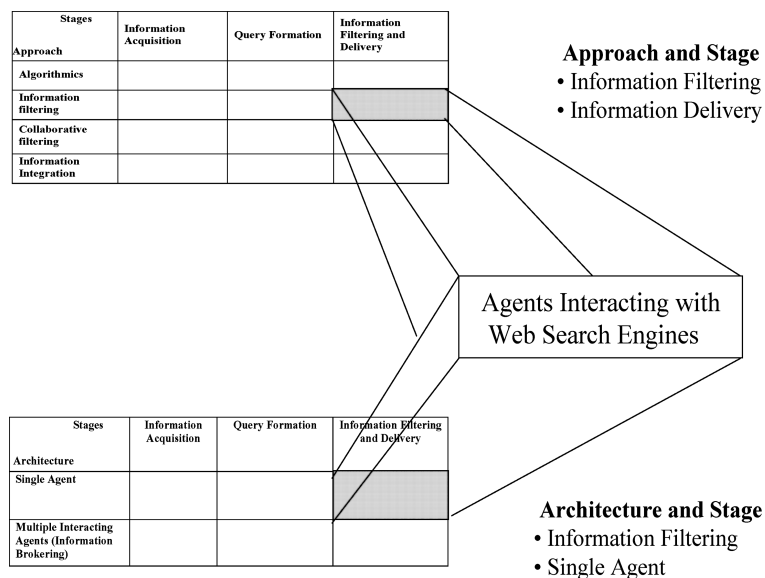 Stages
Information
Acquisition
Query Formation
Information
Filtering and
Delivery
Approach
Algorithmics
Information
filtering
Collaborative
filtering
Information
Integration
Approach and Stage
• Information Filtering
• Information Delivery
Agents Interacting with
Web Search Engines
Stages
Information
Acquisition
Query Formation
Information Filtering
and Delivery
Architecture
Single Agent
Multiple Interacting
Agents (Information
Brokering)
Architecture and Stage
• Information Filtering
• Single Agent